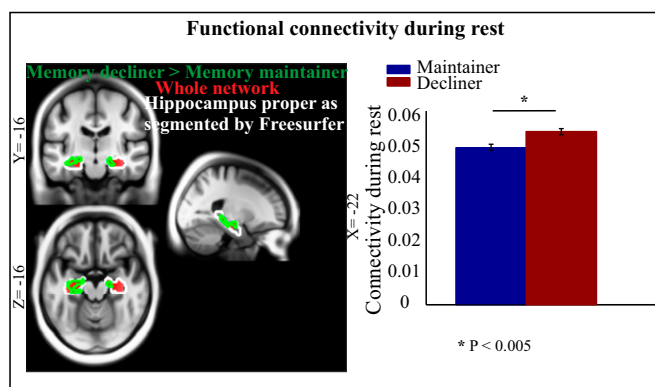 Functional connectivity during rest
Memory decliner > Memory maintainer
Whole network
Hippocampus proper as
segmented by Freesurfer
Y= -16
Z= -16
X= -22
Maintainer
Decliner
Connectivity during rest
0.06
0.05
0.04
0.03
0.02
0.01
0
*
* P < 0.005